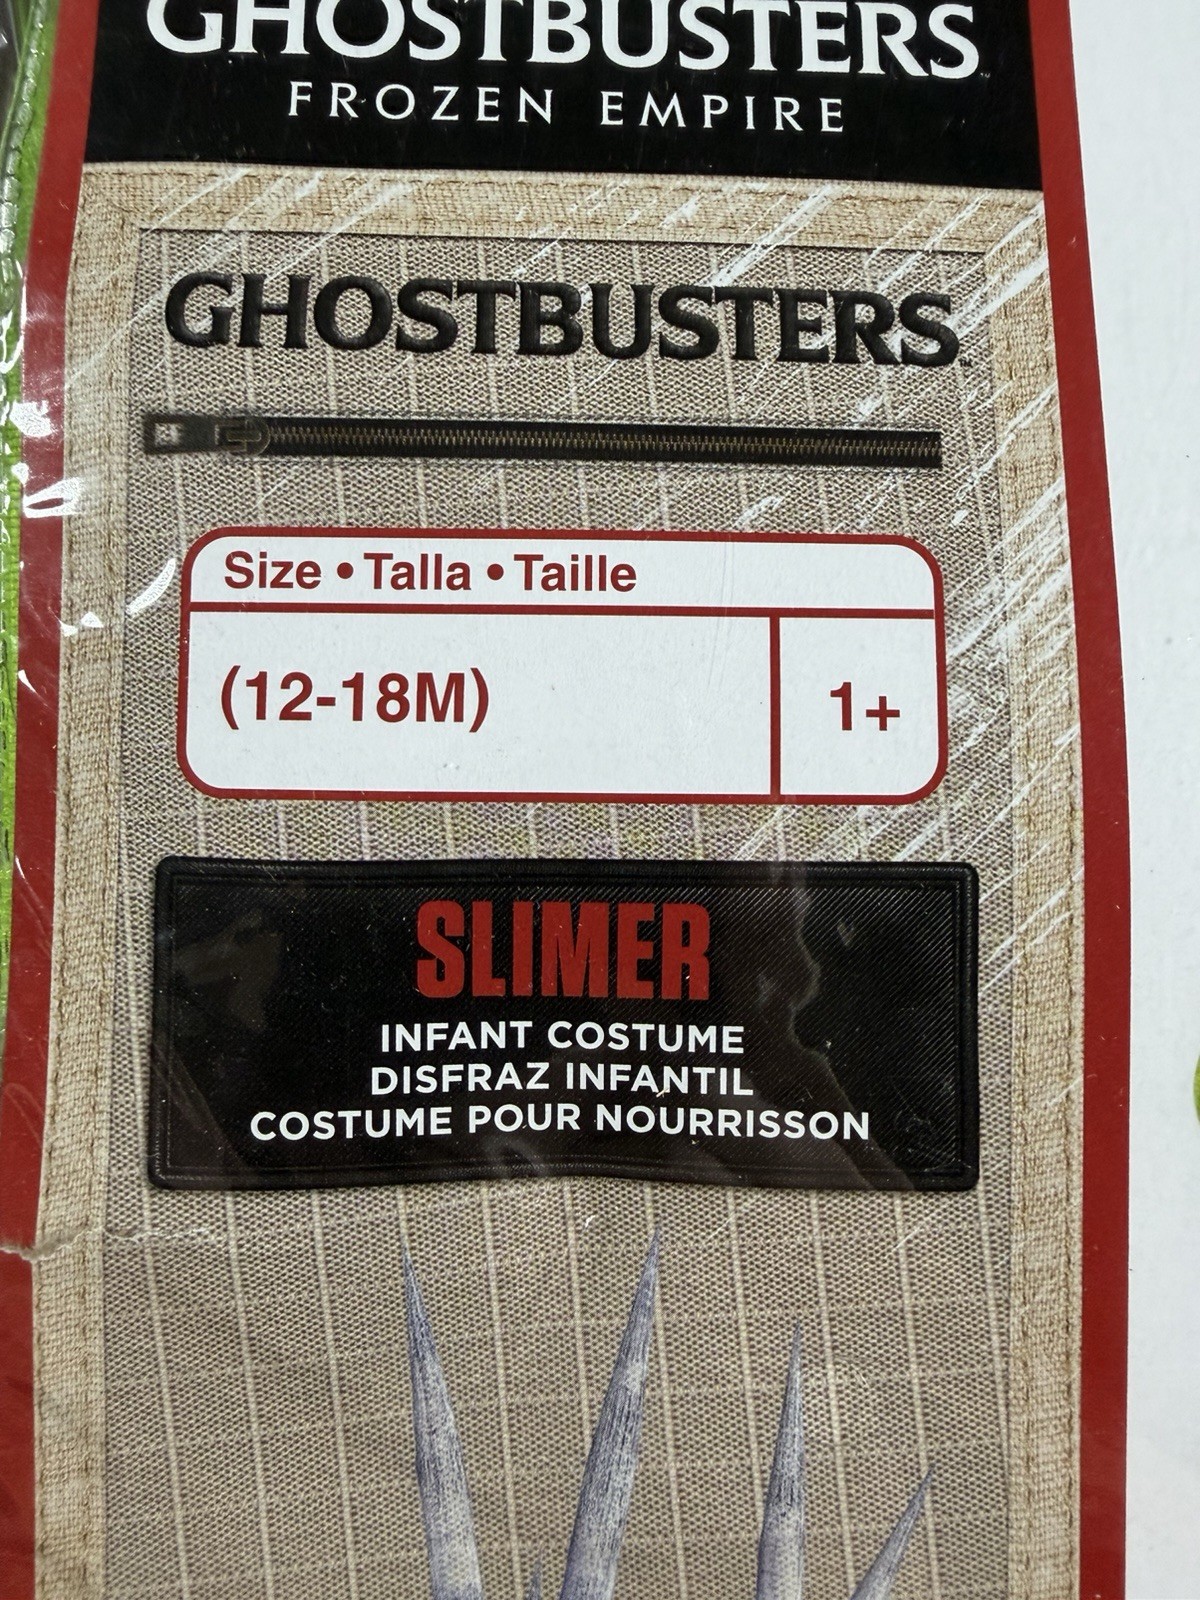 GHOSTBUSTERS
FROZEN EMPIRE
GHOSTBUSTERS
Size • Talla • Taille
(12-18M)
1+
SLIMER
INFANT COSTUME
DISFRAZ INFANTIL
COSTUME POUR NOURRISSON